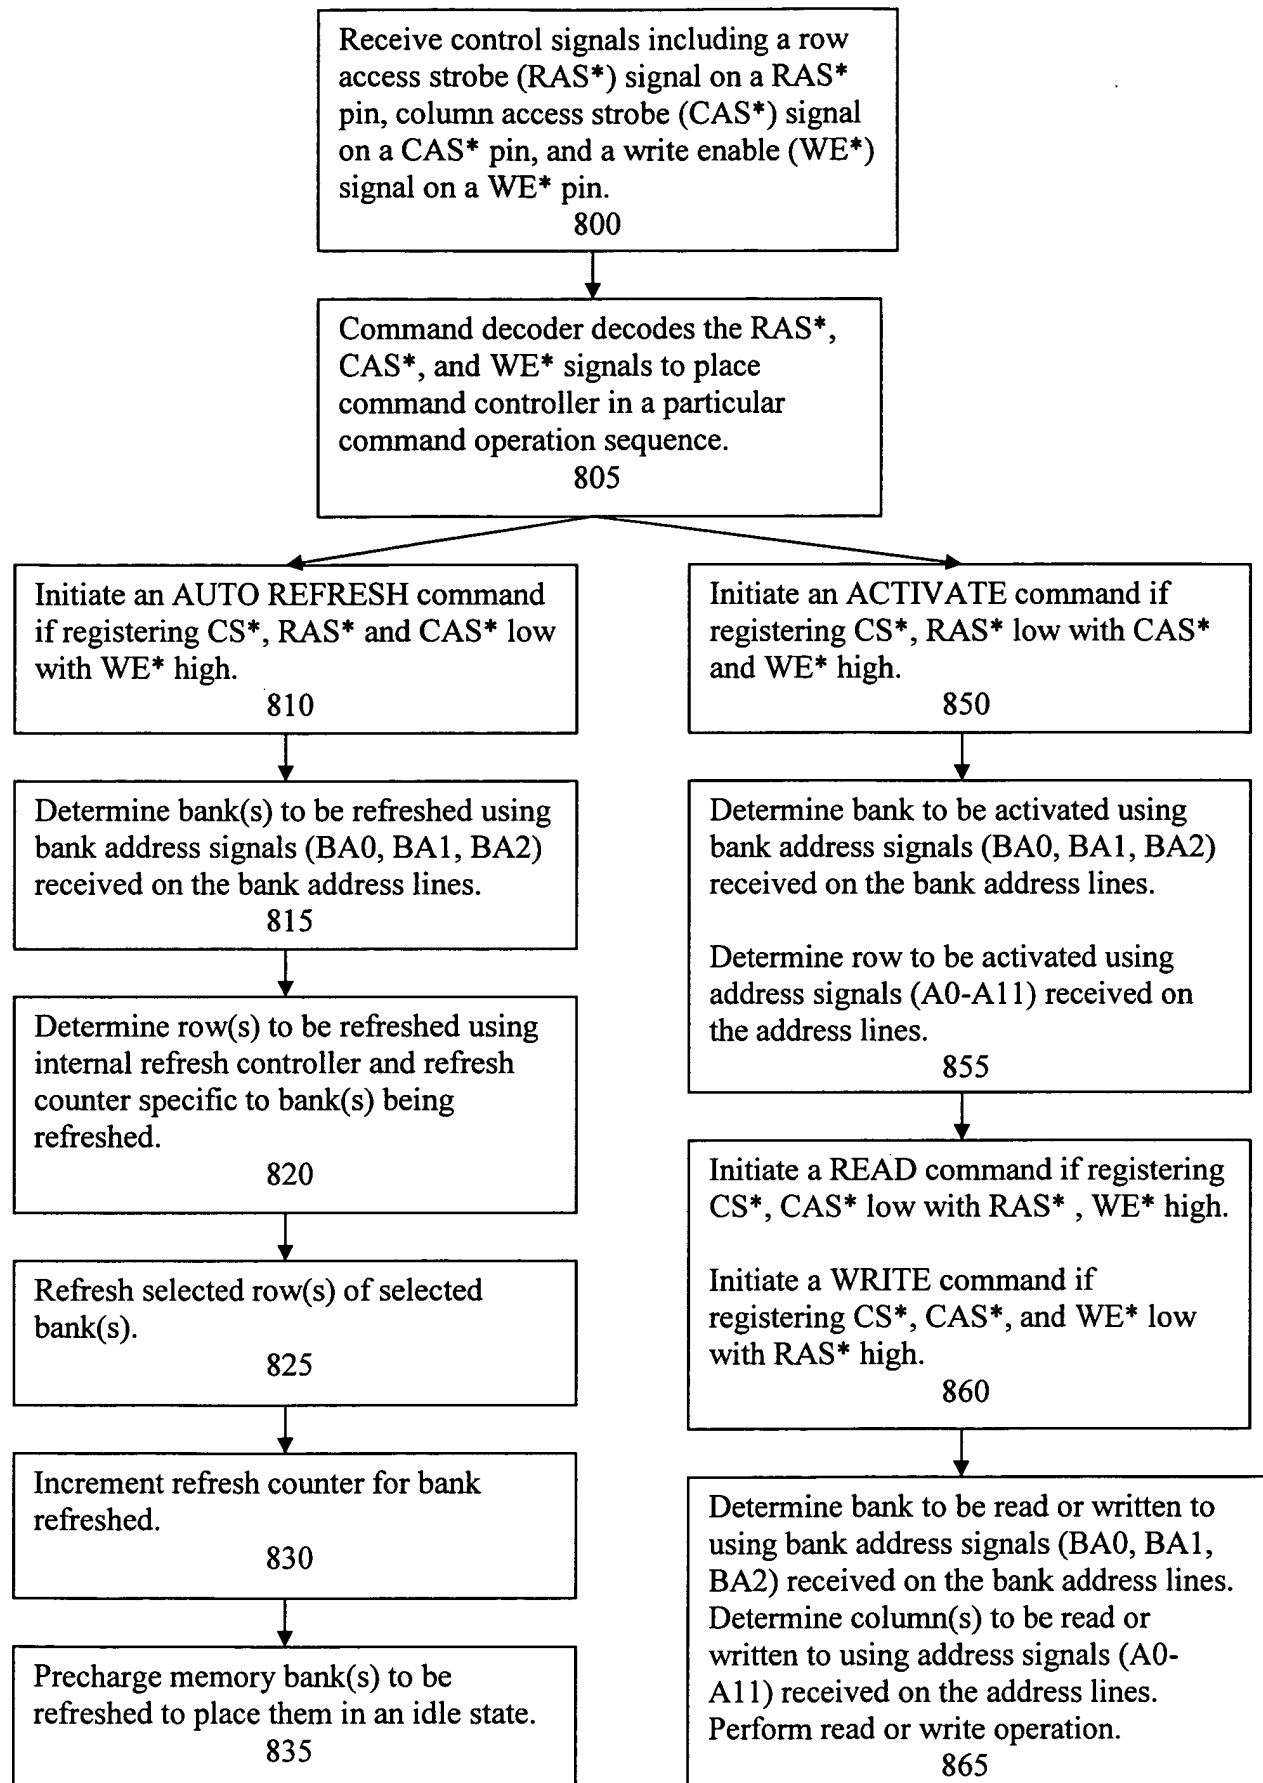 Receive control signals including a row
access strobe (RAS*) signal on a RAS*
pin, column access strobe (CAS*) signal
on a CAS* pin, and a write enable (WE*)
signal on a WE* pin.
800
Command decoder decodes the RAS*,
CAS*, and WE* signals to place
command controller in a particular
command operation sequence.
805
Initiate an AUTO REFRESH command
if registering CS*, RAS* and CAS* low
with WE* high.
810
Determine bank(s) to be refreshed using
bank address signals (BA0, BA1, BA2)
received on the bank address lines.
815
Determine row(s) to be refreshed using
internal refresh controller and refresh
counter specific to bank(s) being
refreshed.
820
Refresh selected row(s) of selected
bank(s).
825
Increment refresh counter for bank
refreshed.
830
Precharge memory bank(s) to be
refreshed to place them in an idle state.
835
Initiate an ACTIVATE command if
registering CS*, RAS* low with CAS*
and WE* high.
850
Determine bank to be activated using
bank address signals (BA0, BA1, BA2)
received on the bank address lines.
Determine row to be activated using
address signals (A0-A11) received on
the address lines.
855
Initiate a READ command if registering
CS*, CAS* low with RAS* , WE* high.
Initiate a WRITE command if
registering CS*, CAS*, and WE* low
with RAS* high.
860
Determine bank to be read or written to
using bank address signals (BA0, BA1,
BA2) received on the bank address lines.
Determine column(s) to be read or
written to using address signals (A0-
A11) received on the address lines.
Perform read or write operation.
865